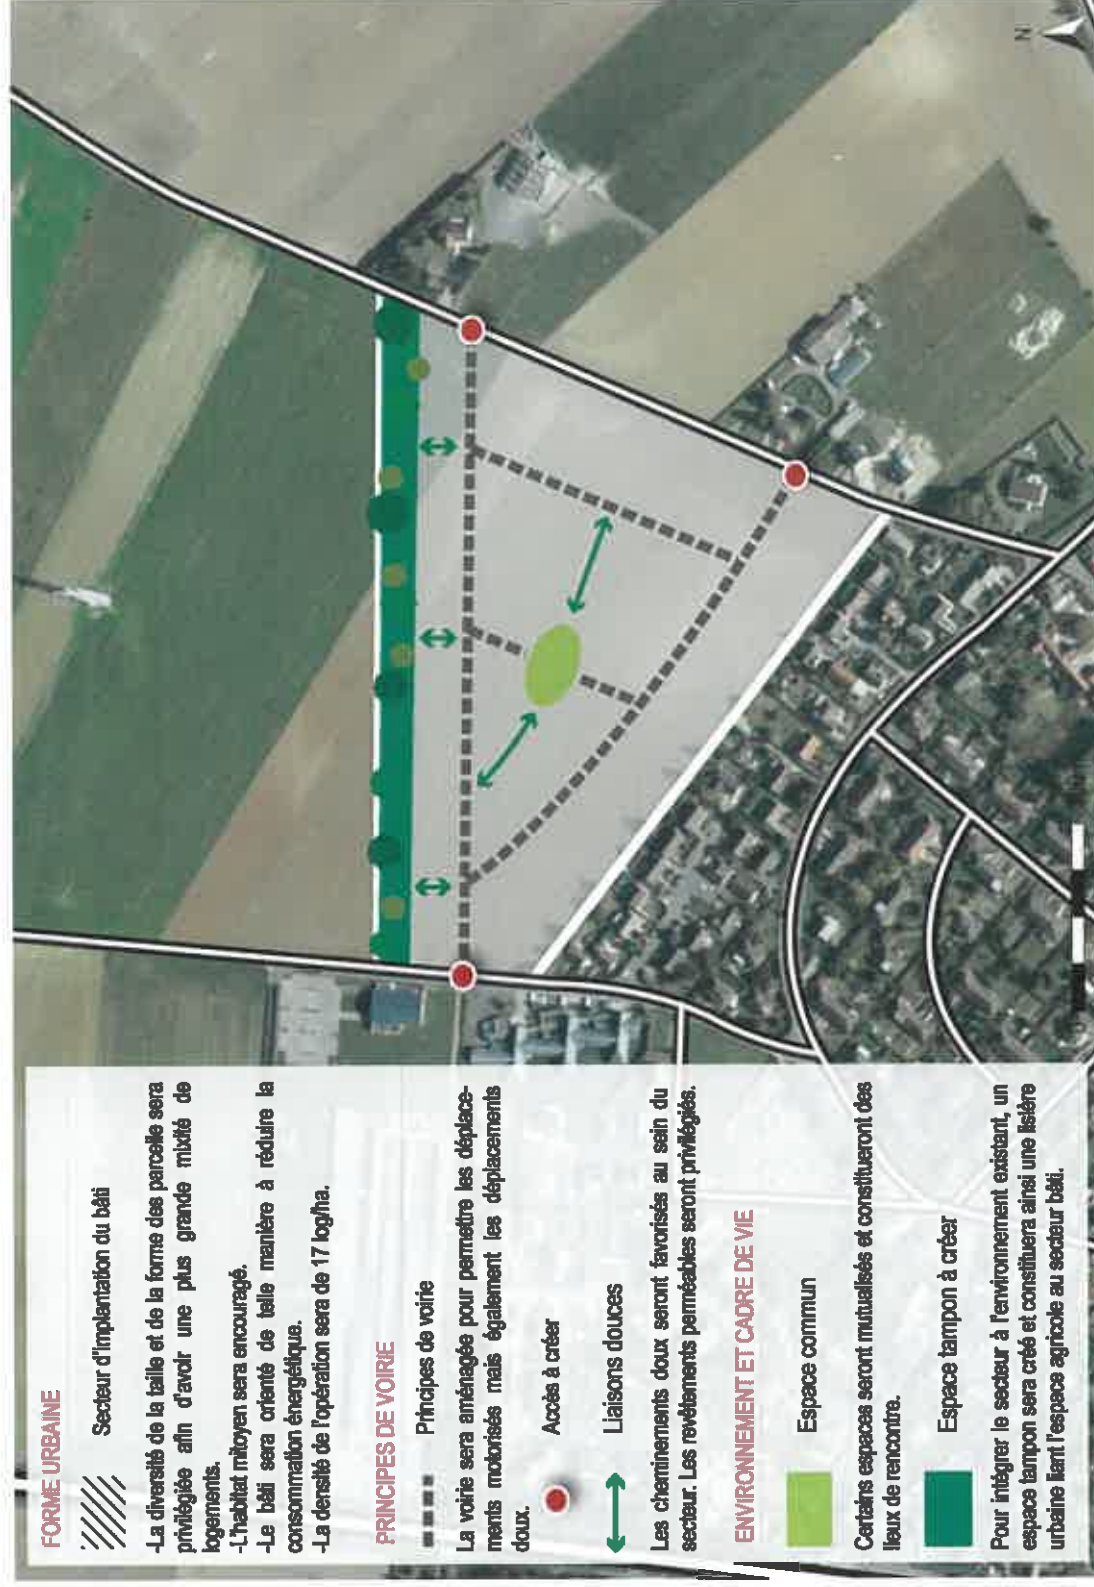 FORME URBAINE
Secteur d'implantation du bâti
-La diversité de la taille et de la forme des parcelle sera
privilégiée afin d'avoir une plus grande mixité de
logements.
-L'habitat mitoyen sera encouragé.
-Le bâti sera orienté de telle manière à réduire la
consommation énergétique.
-La densité de l'opération sera de 17 log/ha.
PRINCIPES DE VOIRIE
Principes de voirie
La voirie sera aménagée pour permettre les déplace-
ments motorisés mais également les déplacements
doux.
Accès à créer
Liaisons douces
Les cheminements doux seront favorisés au sein du
secteur. Les revêtements perméables seront privilégiés.
ENVIRONNEMENT ET CADRE DE VIE
Espace commun
Certains espaces seront mutualisés et constitueront des
lieux de rencontre.
Espace tampon à créer
Pour intégrer le secteur à l'environnement existant, un
espace tampon sera créé et constituera ainsi une lisière
urbaine liant l'espace agricole au secteur bâti.
N